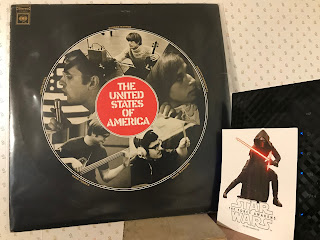 THE
UNITED
STATES OF
AMERICA
STAR
WARS